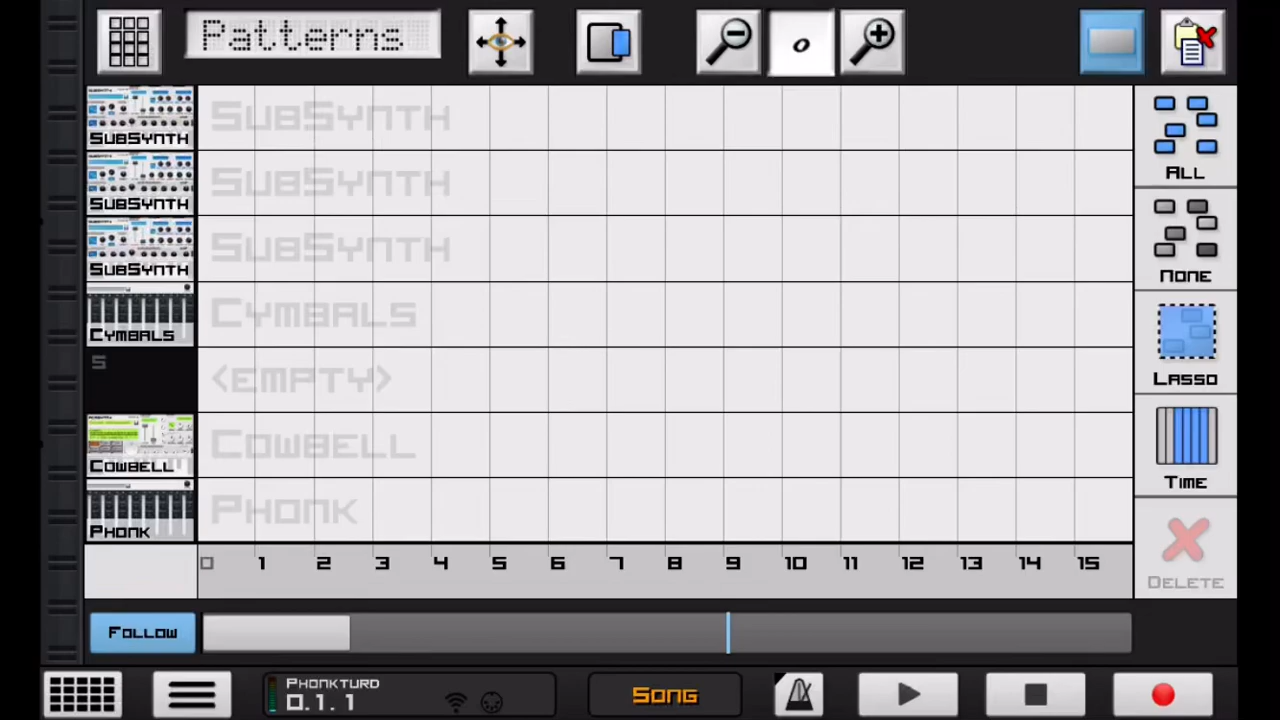 Patterns
SubSynth
SubSynth
SubSynth
SubSynth
SubSynth
SubSynth
Cymbals
Cymbals
5
<Empty>
Cowbell
Cowbell
Phonk
Phonk
0 1 2 3 4 5 6 7 8 9 10 11 12 13 14 15
All
None
Lasso
Time
Delete
Follow
Phonkturd
0.1.1
Song